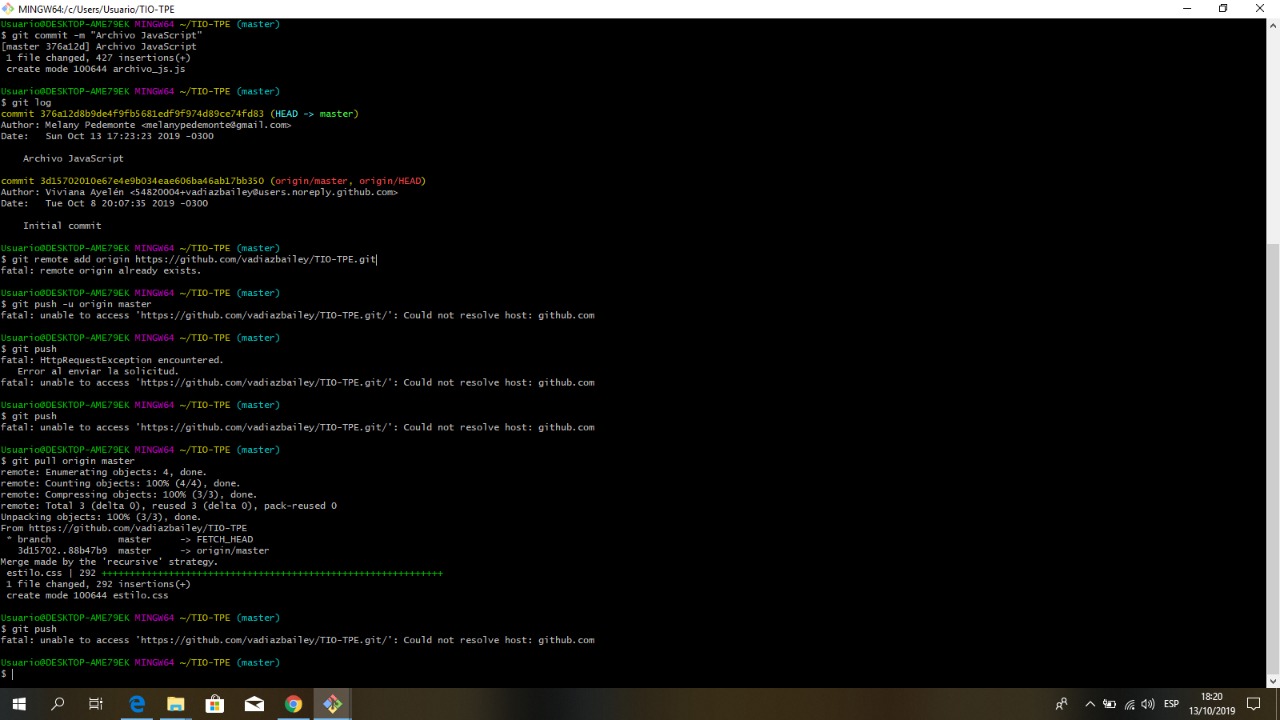 MINGW64:/c/Users/Usuario/TIO-TPE
Usuario@DESKTOP-AME79EK MINGW64 ~/TIO-TPE (master)
$ git commit -m "Archivo JavaScript"
[master 376a12d] Archivo JavaScript
 1 file changed, 427 insertions(+)
 create mode 100644 archivo_js.js
Usuario@DESKTOP-AME79EK MINGW64 ~/TIO-TPE (master)
$ git log
commit 376a12d8b9de4f9fb5681edf9f974d89ce74fd83 (HEAD -> master)
Author: Melany Pedemonte <melanypedemonte@gmail.com>
Date:   Sun Oct 13 17:23:23 2019 -0300
    Archivo JavaScript
commit 3d15702010e67e4e9b034eae606ba46ab17bb350 (origin/master, origin/HEAD)
Author: Viviana Ayelén <54820004+vadiazbailey@users.noreply.github.com>
Date:   Tue Oct 8 20:07:35 2019 -0300
    Initial commit
Usuario@DESKTOP-AME79EK MINGW64 ~/TIO-TPE (master)
$ git remote add origin https://github.com/vadiazbailey/TIO-TPE.git
fatal: remote origin already exists.
Usuario@DESKTOP-AME79EK MINGW64 ~/TIO-TPE (master)
$ git push -u origin master
fatal: unable to access 'https://github.com/vadiazbailey/TIO-TPE.git/': Could not resolve host: github.com
Usuario@DESKTOP-AME79EK MINGW64 ~/TIO-TPE (master)
$ git push
fatal: HttpRequestException encountered.
   Error al enviar la solicitud.
fatal: unable to access 'https://github.com/vadiazbailey/TIO-TPE.git/': Could not resolve host: github.com
Usuario@DESKTOP-AME79EK MINGW64 ~/TIO-TPE (master)
$ git push
fatal: unable to access 'https://github.com/vadiazbailey/TIO-TPE.git/': Could not resolve host: github.com
Usuario@DESKTOP-AME79EK MINGW64 ~/TIO-TPE (master)
$ git pull origin master
remote: Enumerating objects: 4, done.
remote: Counting objects: 100% (4/4), done.
remote: Compressing objects: 100% (3/3), done.
remote: Total 3 (delta 0), reused 3 (delta 0), pack-reused 0
Unpacking objects: 100% (3/3), done.
From https://github.com/vadiazbailey/TIO-TPE
 * branch            master     -> FETCH_HEAD
   3d15702..88b47b9  master     -> origin/master
Merge made by the 'recursive' strategy.
 estilo.css | 292 +++++++++++++++++++++++++++++++++++++++++++++++++++++++++++++
 1 file changed, 292 insertions(+)
 create mode 100644 estilo.css
Usuario@DESKTOP-AME79EK MINGW64 ~/TIO-TPE (master)
$ git push
fatal: unable to access 'https://github.com/vadiazbailey/TIO-TPE.git/': Could not resolve host: github.com
Usuario@DESKTOP-AME79EK MINGW64 ~/TIO-TPE (master)
$
ESP
18:20
13/10/2019